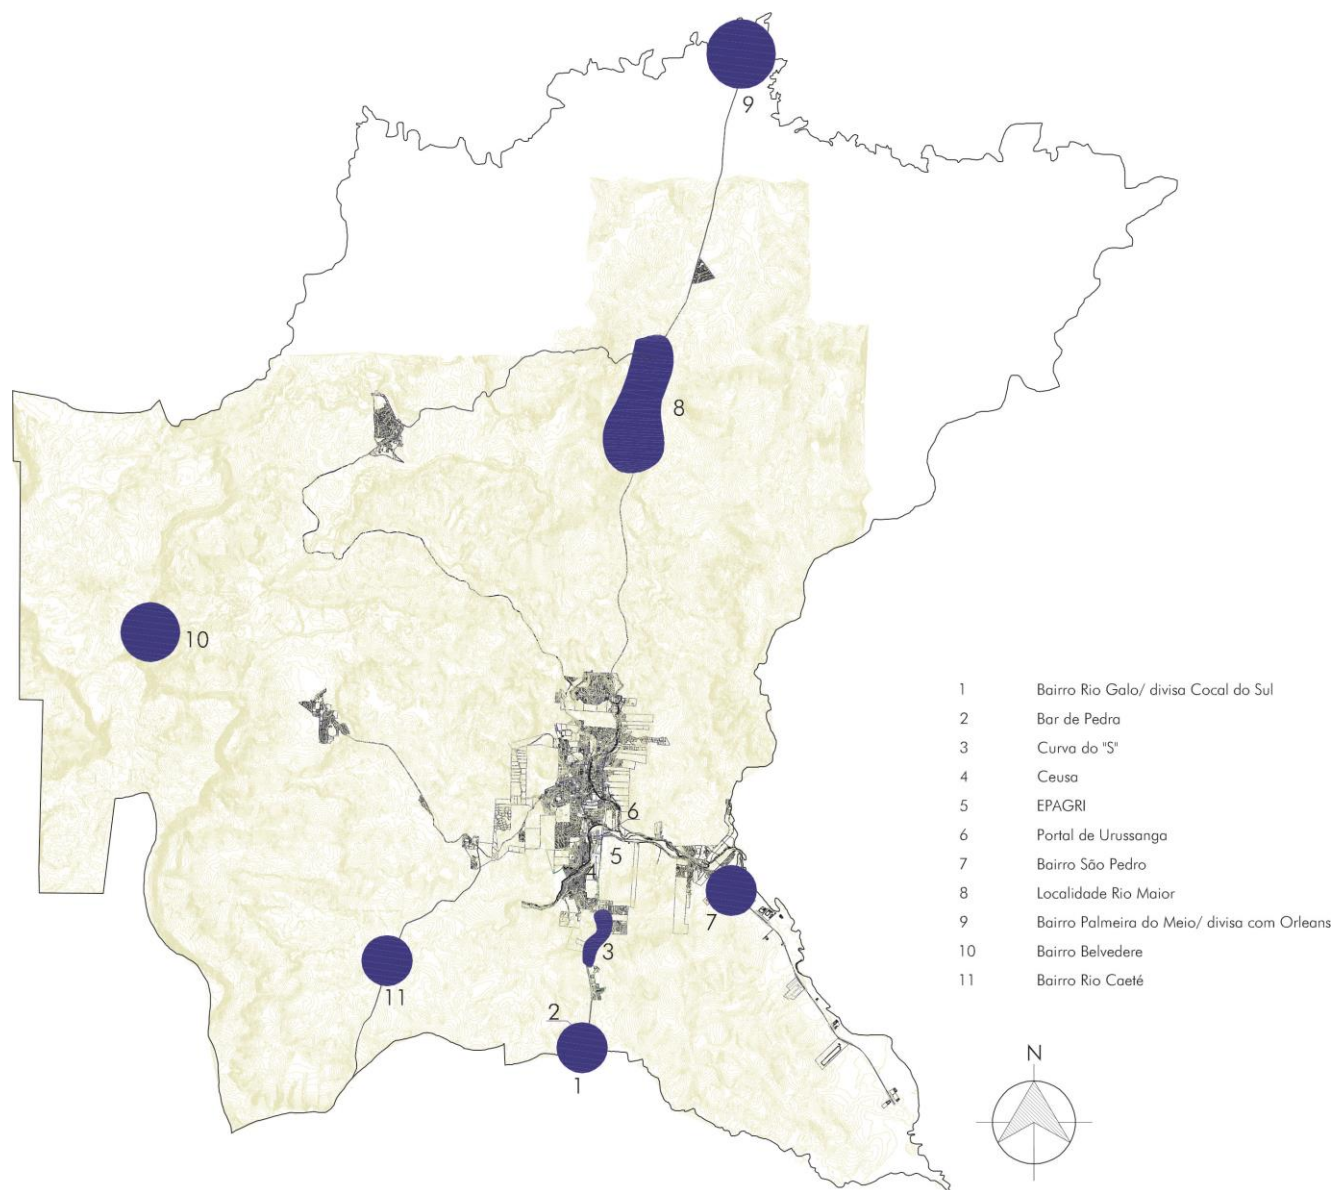 9
8
10
6
5
4
7
3
11
2
1
1 Bairro Rio Galo/ divisa Cocal do Sul
2 Bar de Pedra
3 Curva do "S"
4 Ceusa
5 EPAGRI
6 Portal de Urussanga
7 Bairro São Pedro
8 Localidade Rio Maior
9 Bairro Palmeira do Meio/ divisa com Orleans
10 Bairro Belvedere
11 Bairro Rio Caeté
N